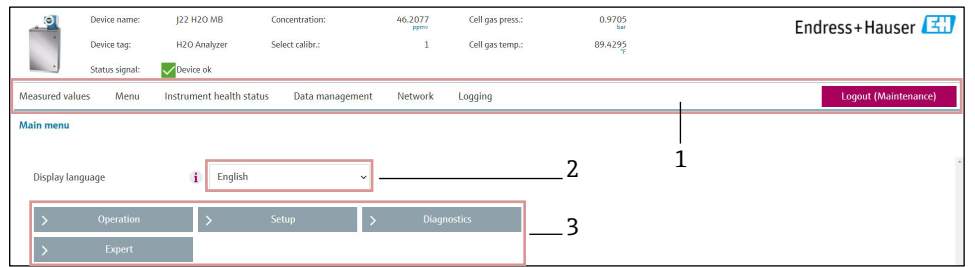 Device name: J22 H2O MB Concentration: 46.2077 ppmv Cell gas press.: 0.9705 bar
Endress+Hauser EH
Device tag: H2O Analyzer Select calibr.: 1 Cell gas temp.: 89.4295 °F
Status signal: Device ok
Measured values Menu Instrument health status Data management Network Logging Logout (Maintenance)
Main menu
1
Display language i English 2
> Operation > Setup > Diagnostics 3
> Expert